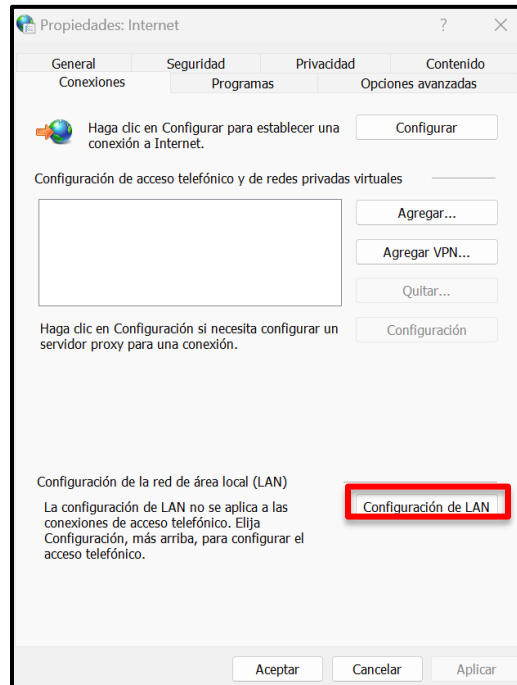 Propiedades: Internet
General Seguridad Privacidad Contenido
Conexiones Programas Opciones avanzadas
Haga clic en Configurar para establecer una
conexión a Internet.
Configurar
Configuración de acceso telefónico y de redes privadas virtuales
Agregar...
Agregar VPN...
Quitar...
Haga clic en Configuración si necesita configurar un
servidor proxy para una conexión.
Configuración
Configuración de la red de área local (LAN)
La configuración de LAN no se aplica a las
conexiones de acceso telefónico. Elija
Configuración, más arriba, para configurar el
acceso telefónico.
Configuración de LAN
Aceptar Cancelar Aplicar